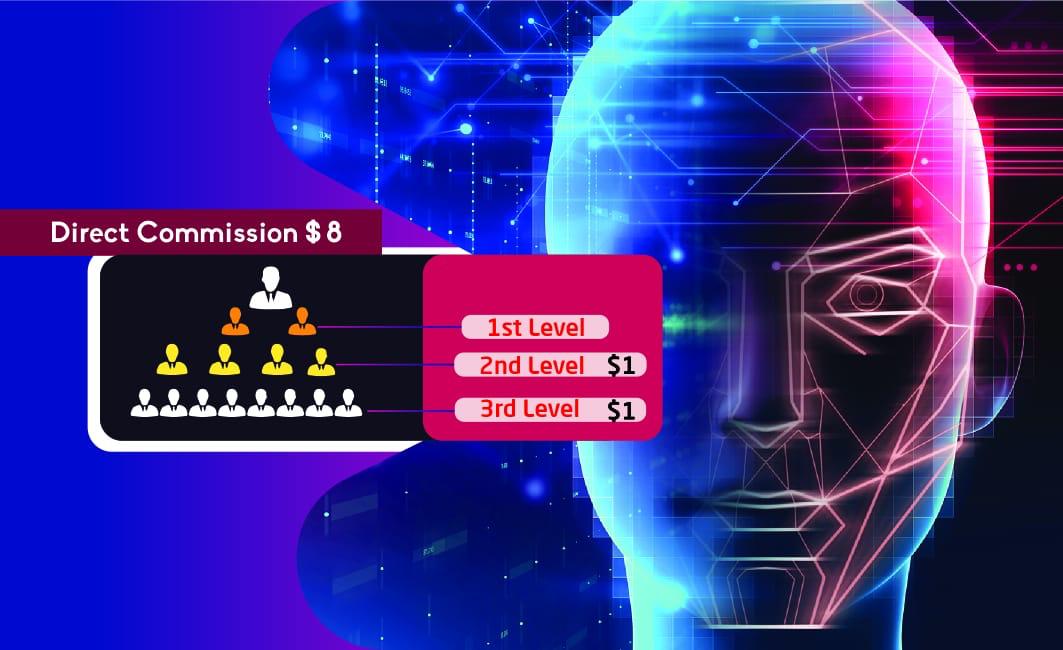 Direct Commission $ 8
1st Level
2nd Level $1
3rd Level $1